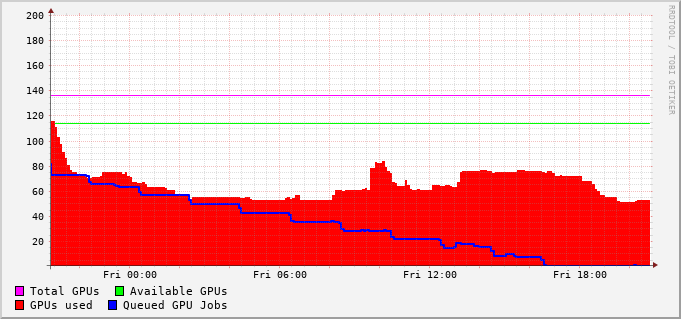 200
180
160
140
120
100
80
60
40
20
Fri 00:00 Fri 06:00 Fri 12:00 Fri 18:00
Total GPUs Available GPUs
GPUs used Queued GPU Jobs
RRDTOOL / TOBI OETIKER